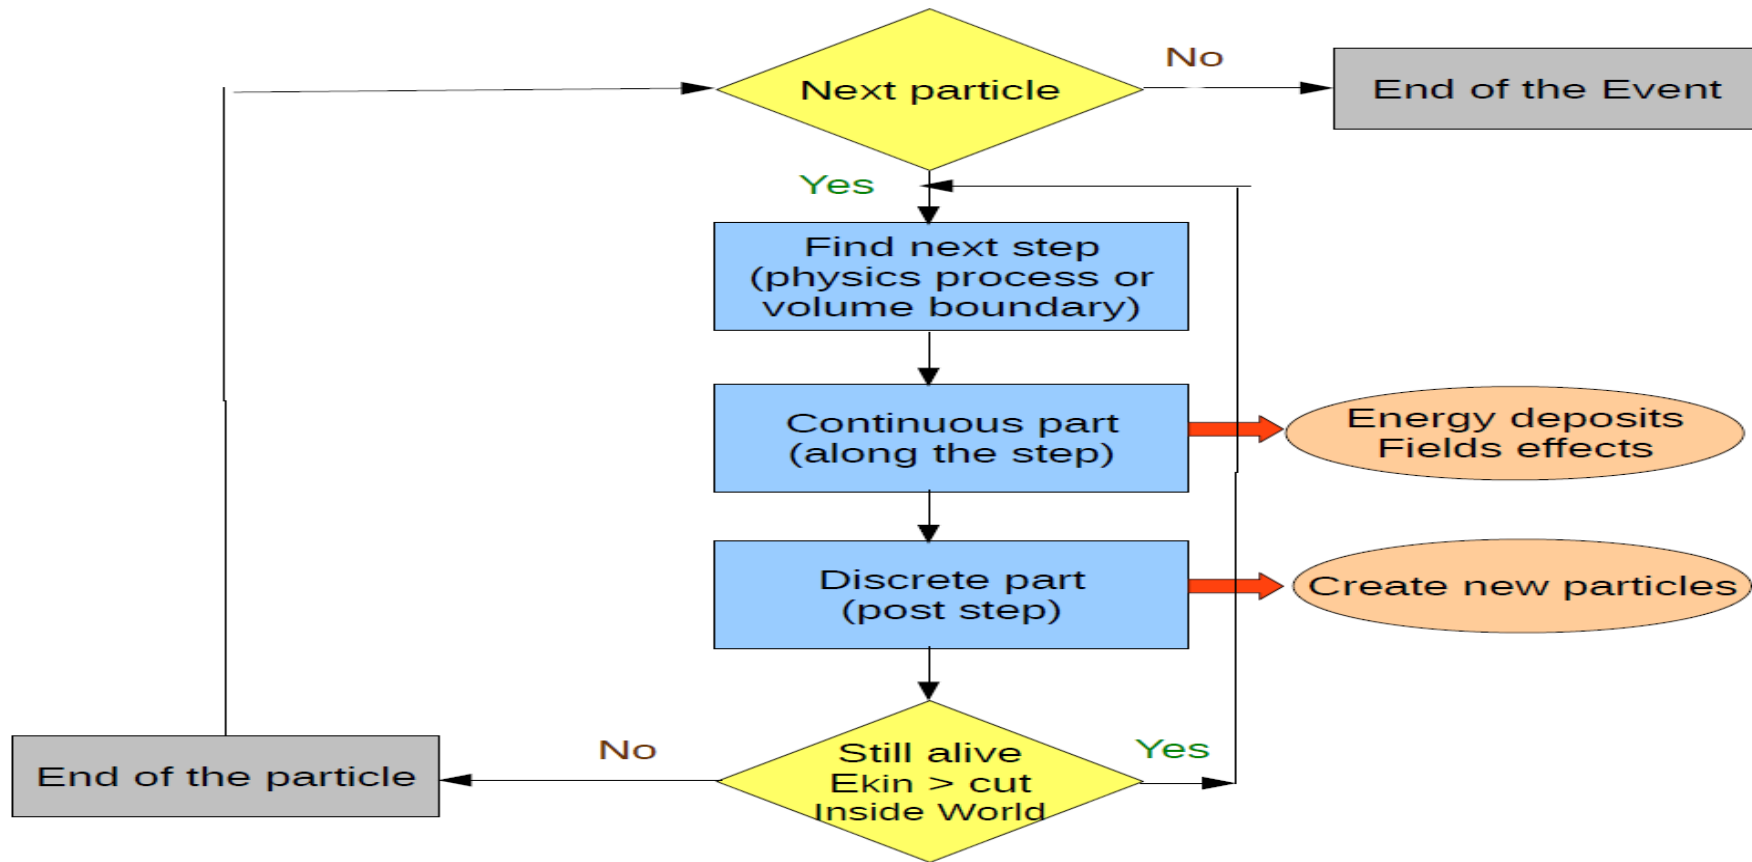 Next particle
No
End of the Event
Yes
Find next step
(physics process or
volume boundary)
Continuous part
(along the step)
Energy deposits
Fields effects
Discrete part
(post step)
Create new particles
Still alive
Ekin > cut
Inside World
Yes
No
End of the particle